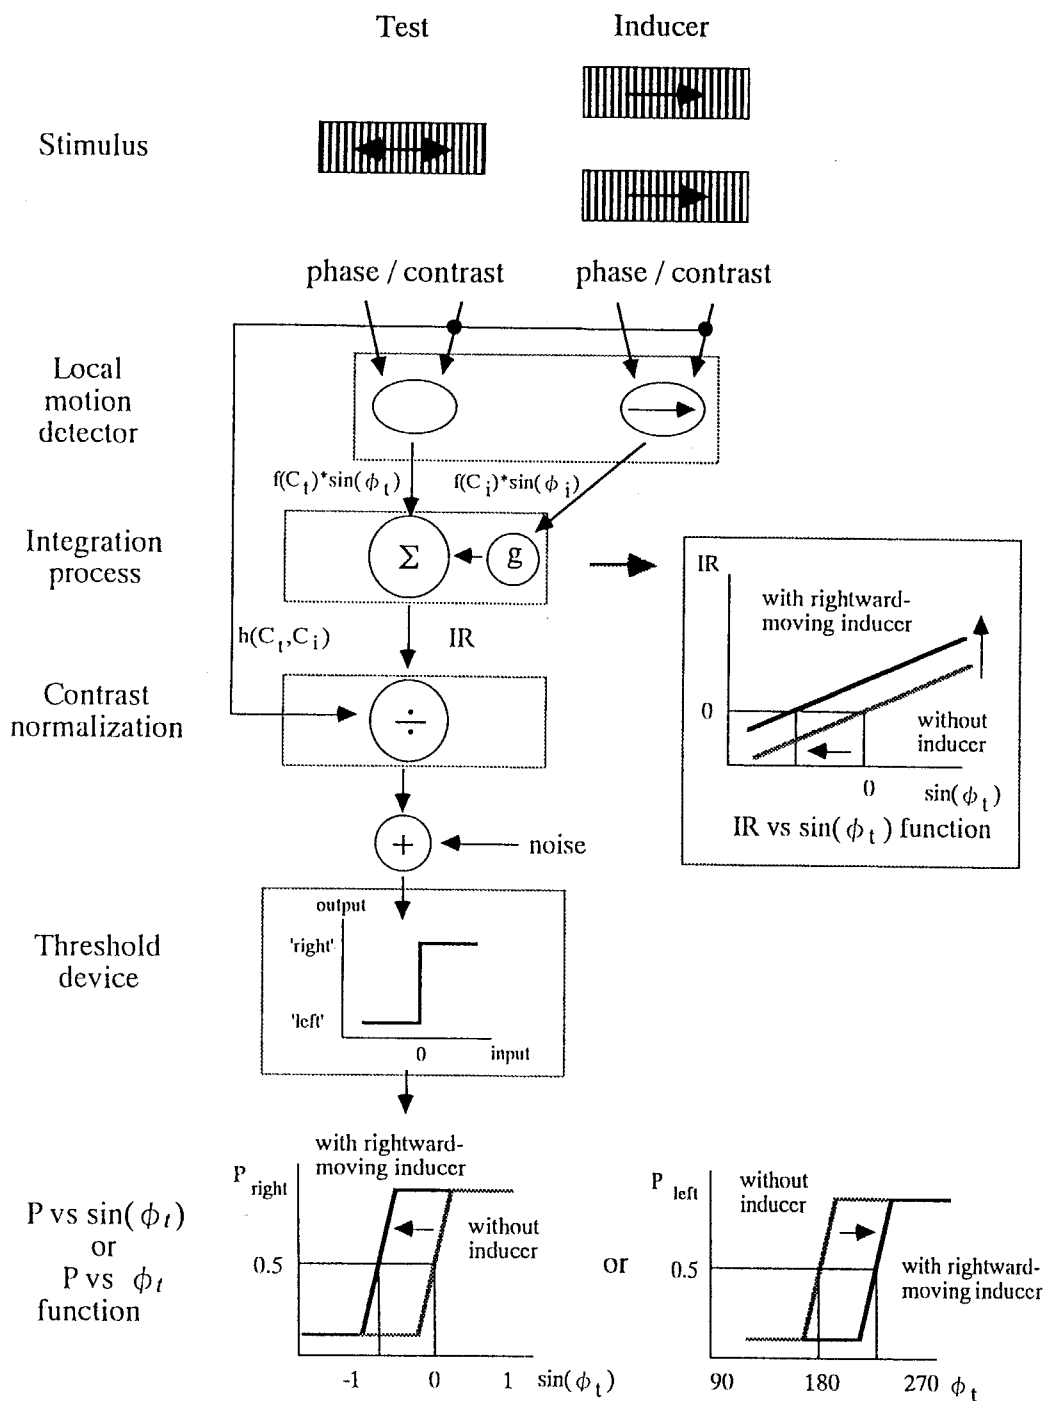 Test
Inducer
Stimulus
phase / contrast
phase / contrast
Local
motion
detector
f(C_t)*sin(ϕ_t)
f(C_i)*sin(ϕ_i)
Integration
process
Σ
g
h(C_t,C_i)
IR
Contrast
normalization
÷
+
noise
IR
with rightward-
moving inducer
0
without
inducer
0
sin(ϕ_t)
IR vs sin(ϕ_t) function
Threshold
device
output
'right'
'left'
0
input
P vs sin(ϕ_t)
or
P vs ϕ_t
function
with rightward-
moving inducer
P_right
without
inducer
0.5
-1
0
1
sin(ϕ_t)
or
P_left
without
inducer
0.5
with rightward-
moving inducer
90
180
270
ϕ_t